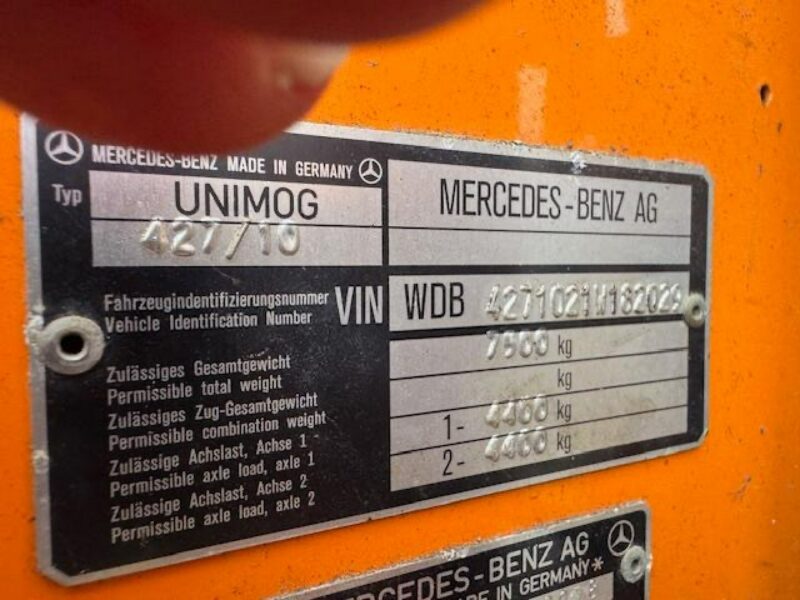 MERCEDES-BENZ MADE IN GERMANY
Typ UNIMOG
427/10
MERCEDES-BENZ AG
Fahrzeugindentifizierungsnummer
Vehicle Identification Number
VIN WDB 4271021W182029
Zulässiges Gesamtgewicht
Permissible total weight
7500 kg
Zulässiges Zug-Gesamtgewicht
Permissible combination weight
kg
Zulässige Achslast, Achse 1
Permissible axle load, axle 1
1- 4400 kg
Zulässige Achslast, Achse 2
Permissible axle load, axle 2
2- 4400 kg
MERCEDES-BENZ AG
MADE IN GERMANY*